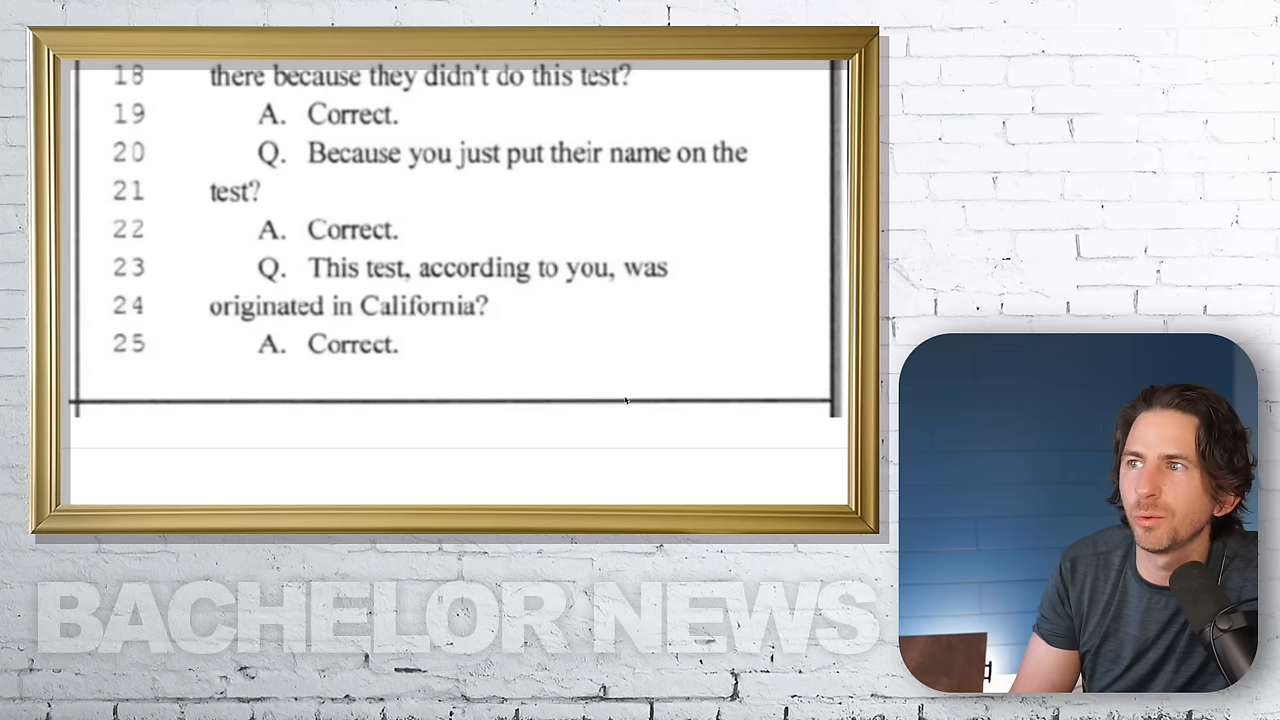 18 there because they didn't do this test?
19 A. Correct.
20 Q. Because you just put their name on the
21 test?
22 A. Correct.
23 Q. This test, according to you, was
24 originated in California?
25 A. Correct.
BACHELOR NEWS